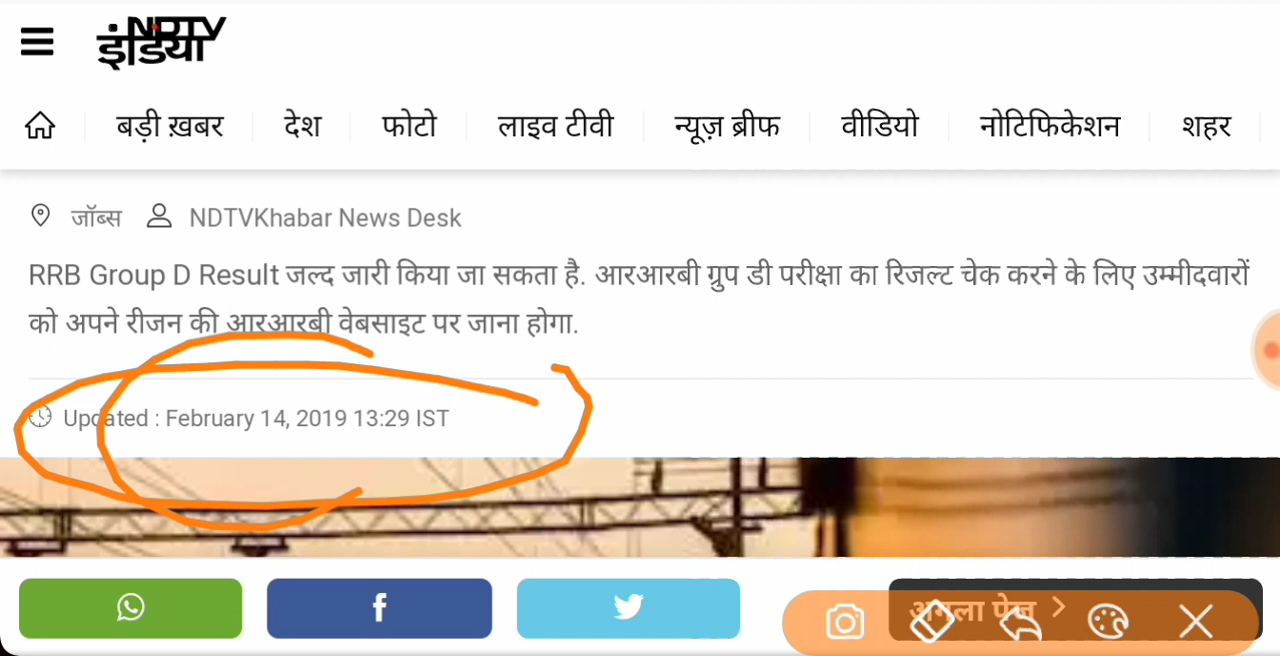 NDTV
इंडिया
बड़ी ख़बर देश फोटो लाइव टीवी न्यूज़ ब्रीफ वीडियो नोटिफिकेशन शहर
जॉब्स NDTVKhabar News Desk
RRB Group D Result जल्द जारी किया जा सकता है. आरआरबी ग्रुप डी परीक्षा का रिजल्ट चेक करने के लिए उम्मीदवारों
को अपने रीजन की आरआरबी वेबसाइट पर जाना होगा.
Updated : February 14, 2019 13:29 IST
अगला पेज